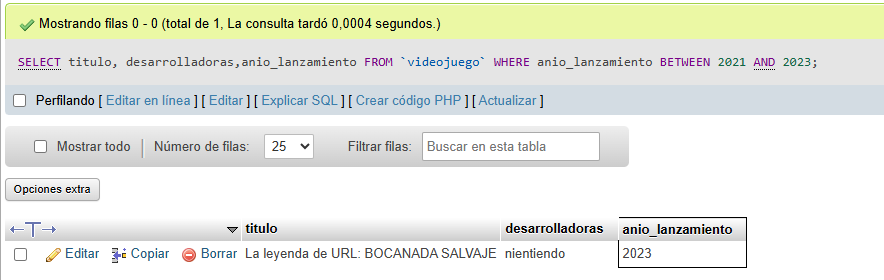 Mostrando filas 0 - 0 (total de 1, La consulta tardó 0,0004 segundos.)
SELECT titulo, desarrolladoras,anio_lanzamiento FROM `videojuego` WHERE anio_lanzamiento BETWEEN 2021 AND 2023;
Perfilando [ Editar en línea ] [ Editar ] [ Explicar SQL ] [ Crear código PHP ] [ Actualizar ]
Mostrar todo | Número de filas: 25 Filtrar filas: Buscar en esta tabla
Opciones extra
←T→ titulo desarrolladoras anio_lanzamiento
Editar Copiar Borrar La leyenda de URL: BOCANADA SALVAJE nientiendo 2023